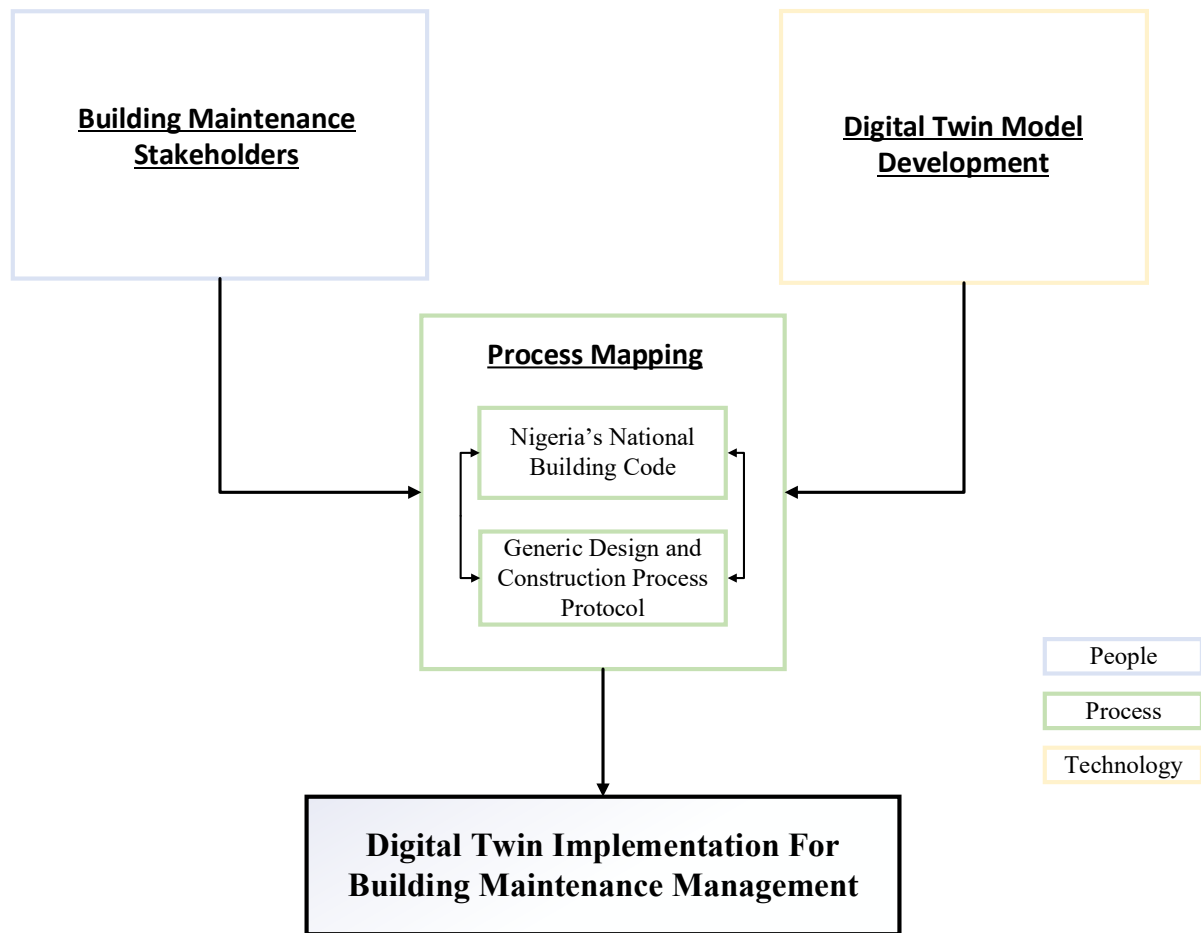 Building Maintenance
Stakeholders
Digital Twin Model
Development
Process Mapping
Nigeria’s National
Building Code
Generic Design and
Construction Process
Protocol
People
Process
Technology
Digital Twin Implementation For
Building Maintenance Management